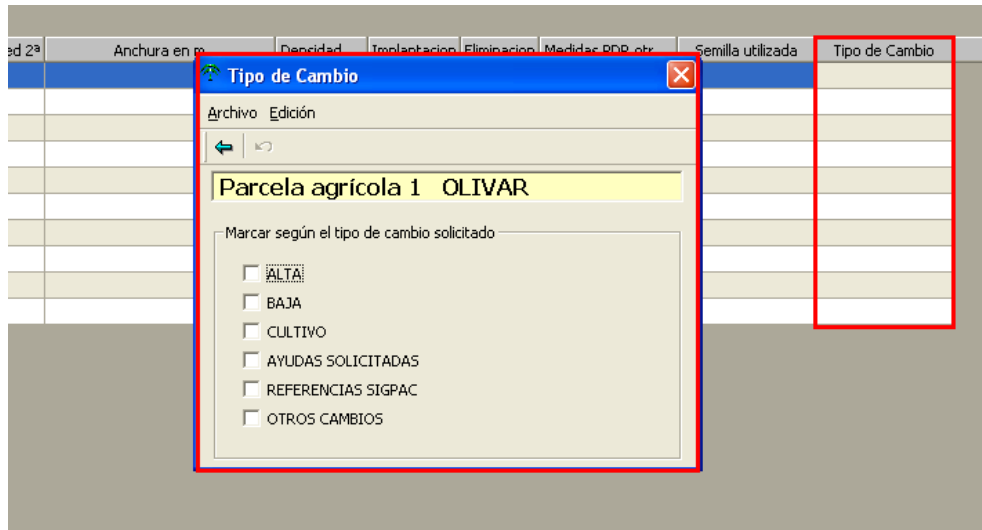 ed 2ª Anchura en m Densidad Implantacion Eliminacion Medidas PDR otr Semilla utilizada Tipo de Cambio
Tipo de Cambio
Archivo Edición
Parcela agrícola 1 OLIVAR
Marcar según el tipo de cambio solicitado
ALTA
BAJA
CULTIVO
AYUDAS SOLICITADAS
REFERENCIAS SIGPAC
OTROS CAMBIOS